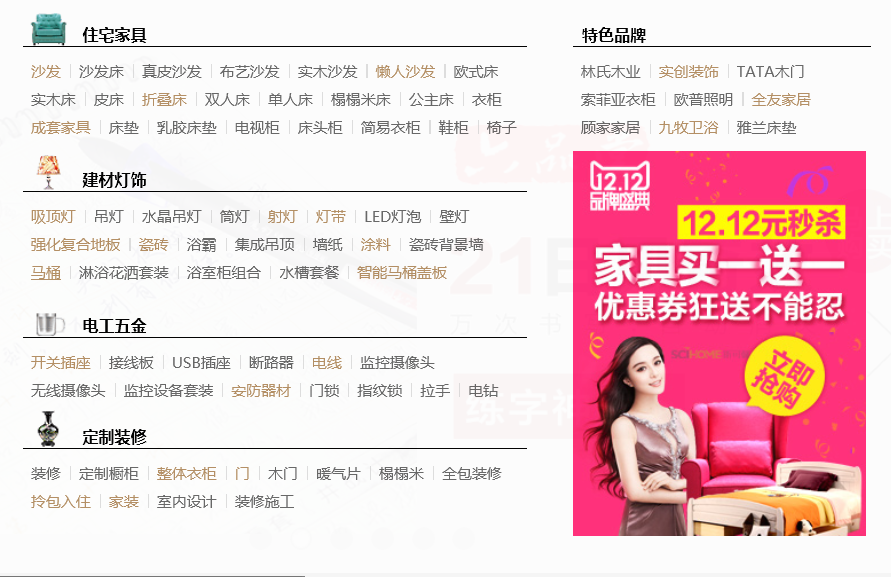 住宅家具
沙发 沙发床 真皮沙发 布艺沙发 实木沙发 懒人沙发 欧式床
实木床 皮床 折叠床 双人床 单人床 榻榻米床 公主床 衣柜
成套家具 床垫 乳胶床垫 电视柜 床头柜 简易衣柜 鞋柜 椅子
建材灯饰
吸顶灯 吊灯 水晶吊灯 筒灯 射灯 灯带 LED灯泡 壁灯
强化复合地板 瓷砖 浴霸 集成吊顶 墙纸 涂料 瓷砖背景墙
马桶 淋浴花洒套装 浴室柜组合 水槽套餐 智能马桶盖板
电工五金
开关插座 接线板 USB插座 断路器 电线 监控摄像头
无线摄像头 监控设备套装 安防器材 门锁 指纹锁 拉手 电钻
定制装修
装修 定制橱柜 整体衣柜 门 木门 暖气片 榻榻米 全包装修
拎包入住 家装 室内设计 装修施工
特色品牌
林氏木业 实创装饰 TATA木门
索菲亚衣柜 欧普照明 全友家居
顾家家居 九牧卫浴 雅兰床垫
12.12
品牌盛典
12.12元秒杀
家具买一送一
优惠券狂送不能忍
立即
抢购